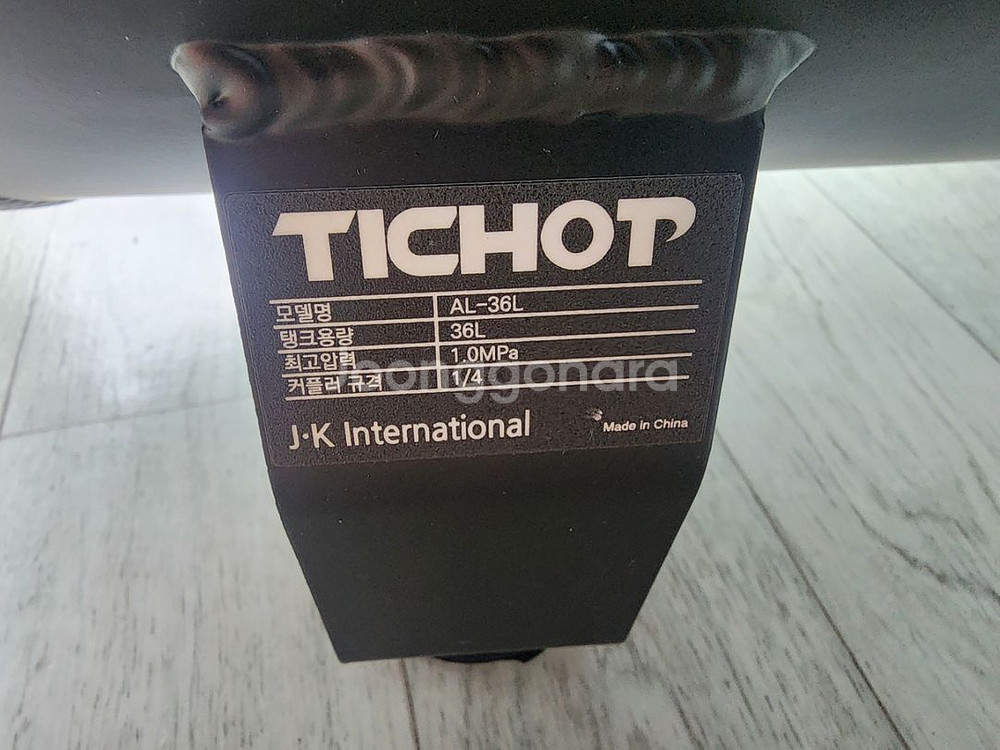 TICHOP
모델명 AL-36L
탱크용량 36L
최고압력 1.0MPa
커플러 규격 1/4
Joonggonara
J·K International
Made in China